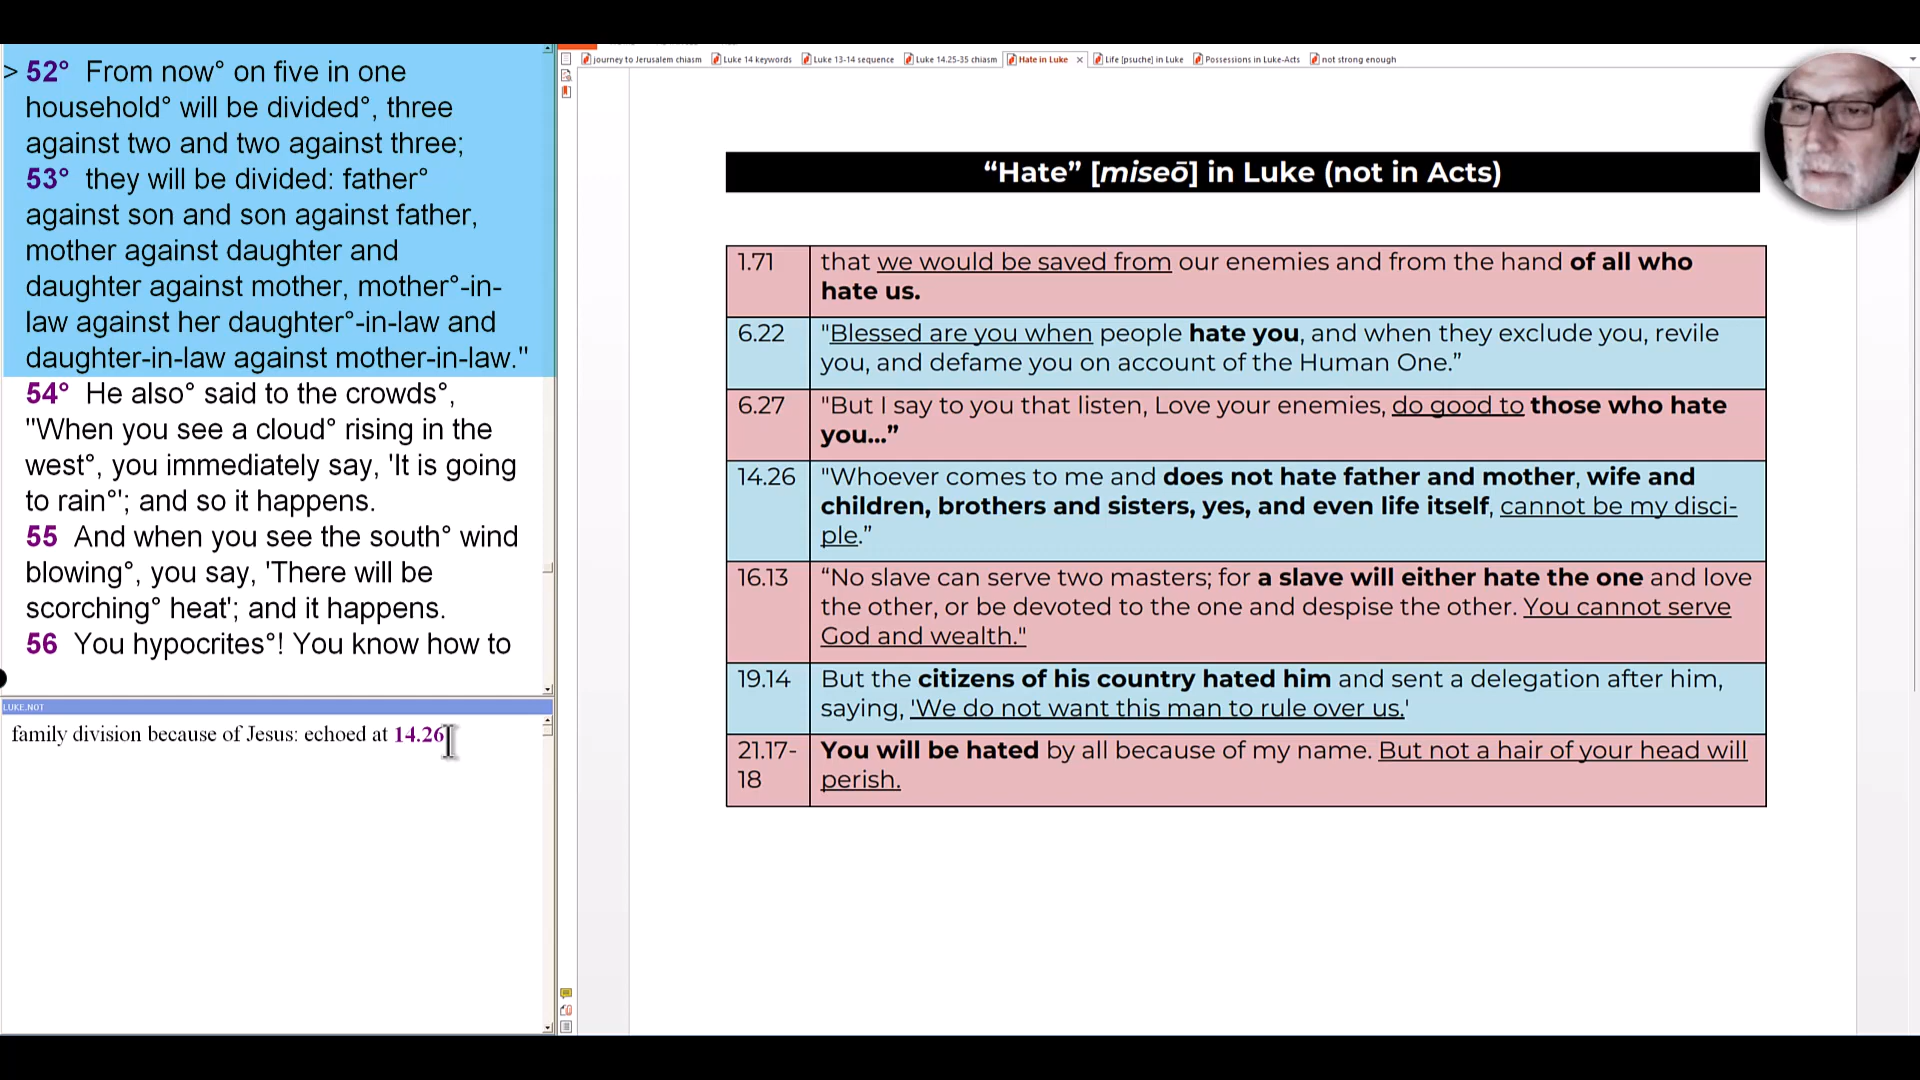 > 52° From now° on five in one
household° will be divided°, three
against two and two against three;
53° they will be divided: father°
against son and son against father,
mother against daughter and
daughter against mother, mother°-in-
law against her daughter°-in-law and
daughter-in-law against mother-in-law."
54° He also° said to the crowds°,
"When you see a cloud° rising in the
west°, you immediately say, 'It is going
to rain°'; and so it happens.
55 And when you see the south° wind
blowing°, you say, 'There will be
scorching° heat'; and it happens.
56 You hypocrites°! You know how to
LUKE.NOT
family division because of Jesus: echoed at 14.26
journey to Jerusalem chiasm
Luke 14 keywords
Luke 13-14 sequence
Luke 14.25-35 chiasm
Hate in Luke ×
Life [psuche] in Luke
Possessions in Luke-Acts
not strong enough
“Hate” [miseō] in Luke (not in Acts)
1.71 that we would be saved from our enemies and from the hand of all who
hate us.
6.22 "Blessed are you when people hate you, and when they exclude you, revile
you, and defame you on account of the Human One.”
6.27 "But I say to you that listen, Love your enemies, do good to those who hate
you...”
14.26 "Whoever comes to me and does not hate father and mother, wife and
children, brothers and sisters, yes, and even life itself, cannot be my disci-
ple.”
16.13 “No slave can serve two masters; for a slave will either hate the one and love
the other, or be devoted to the one and despise the other. You cannot serve
God and wealth."
19.14 But the citizens of his country hated him and sent a delegation after him,
saying, 'We do not want this man to rule over us.'
21.17- You will be hated by all because of my name. But not a hair of your head will
18 perish.